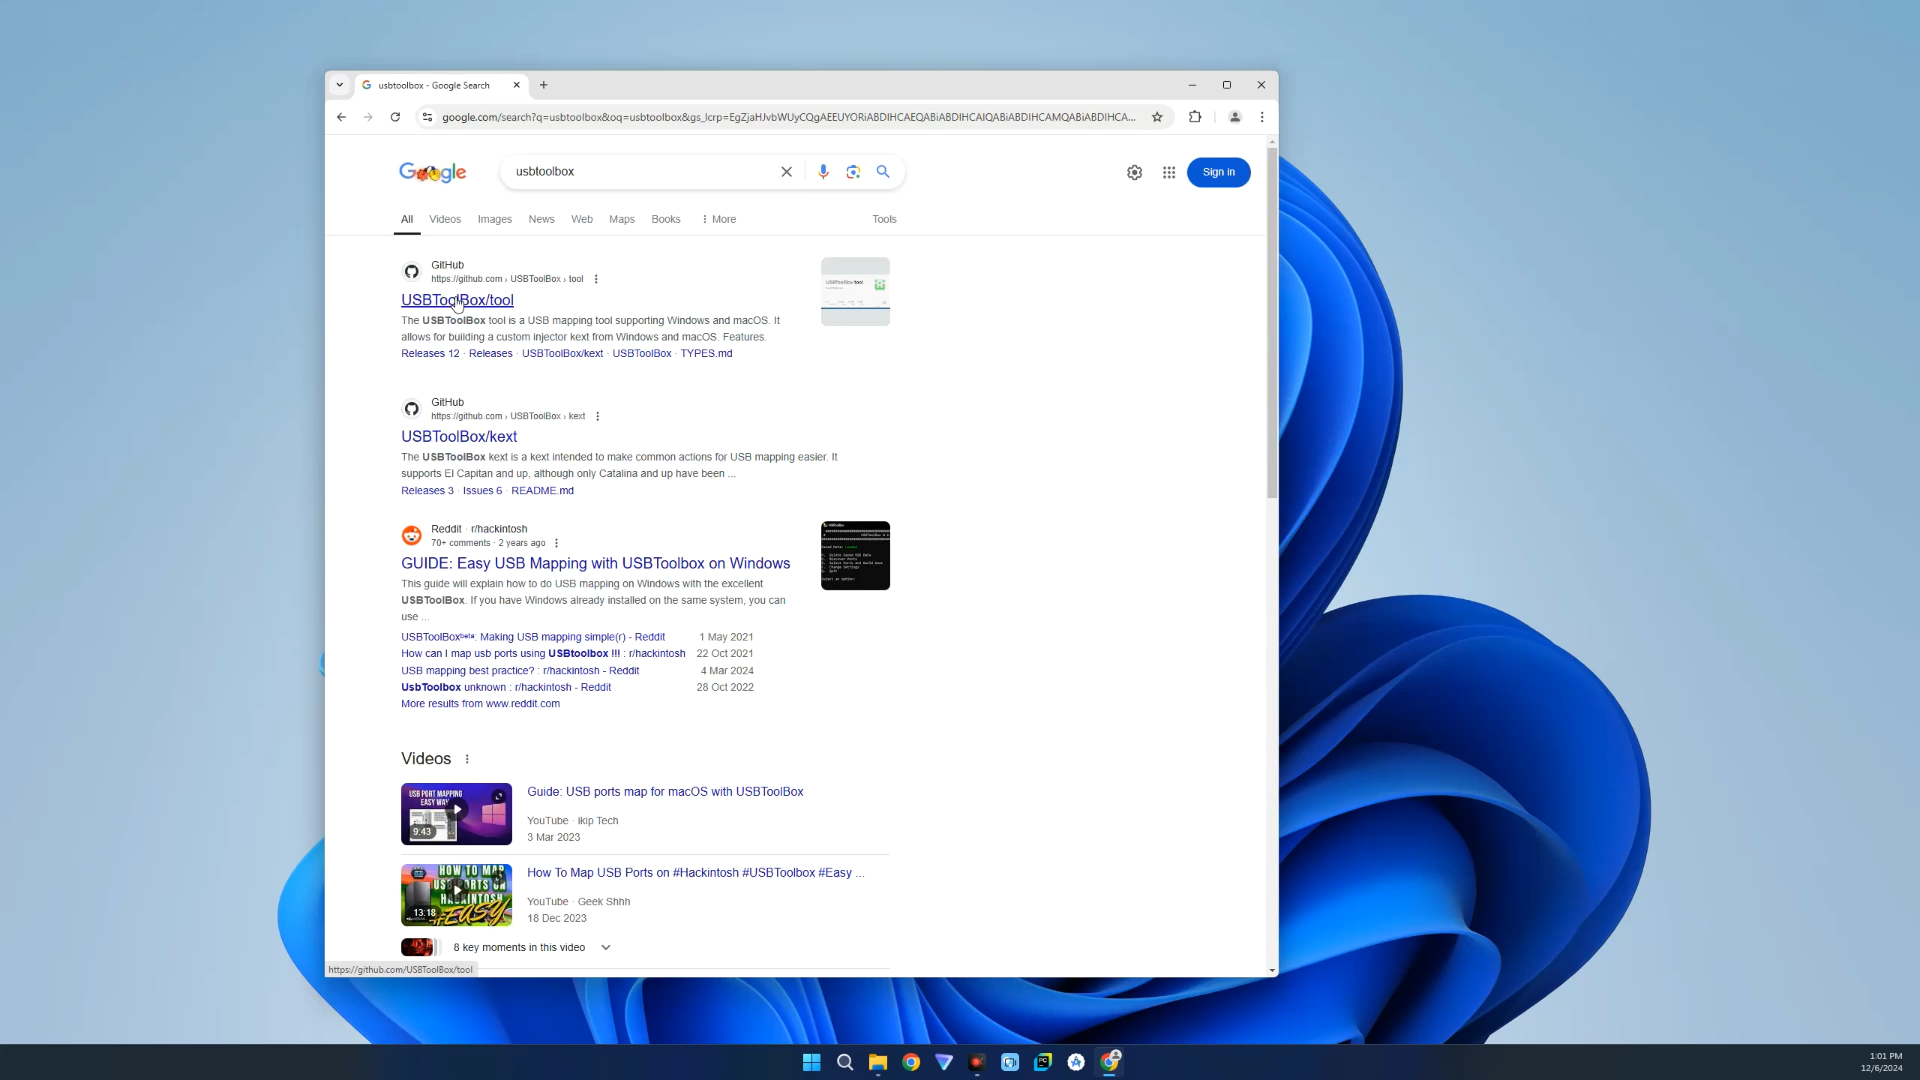 usbtoolbox - Google Search
google.com/search?q=usbtoolbox&oq=usbtoolbox&gs_lcrp=EgZjaHJvbWUyCQgAEEUYORiABDIHCAEQABiABDIHCAIQABiABDIHCAMQABiABDIHCA...
Google
usbtoolbox
Sign in
All Videos Images News Web Maps Books More Tools
GitHub
https://github.com › USBToolBox › tool
USBToolBox/tool
The USBToolBox tool is a USB mapping tool supporting Windows and macOS. It
allows for building a custom injector kext from Windows and macOS. Features.
Releases 12 · Releases · USBToolBox/kext · USBToolBox · TYPES.md
GitHub
https://github.com › USBToolBox › kext
USBToolBox/kext
The USBToolBox kext is a kext intended to make common actions for USB mapping easier. It
supports El Capitan and up, although only Catalina and up have been ...
Releases 3 · Issues 6 · README.md
Reddit · r/hackintosh
70+ comments · 2 years ago
GUIDE: Easy USB Mapping with USBToolbox on Windows
This guide will explain how to do USB mapping on Windows with the excellent
USBToolBox. If you have Windows already installed on the same system, you can
use ...
USBToolBoxᵇᵉᵗᵃ: Making USB mapping simple(r) - Reddit 1 May 2021
How can I map usb ports using USBtoolbox !!! : r/hackintosh 22 Oct 2021
USB mapping best practice? : r/hackintosh - Reddit 4 Mar 2024
UsbToolbox unknown : r/hackintosh - Reddit 28 Oct 2022
More results from www.reddit.com
Videos
USB PORT MAPPING
EASY WAY
9:43
Guide: USB ports map for macOS with USBToolBox
YouTube · ikip Tech
3 Mar 2023
HOW TO MAP
USB PORTS ON
HACKINTOSH
#EASY
13:18
How To Map USB Ports on #Hackintosh #USBToolbox #Easy ...
YouTube · Geek Shhh
18 Dec 2023
8 key moments in this video
https://github.com/USBToolBox/tool
1:01 PM
12/6/2024